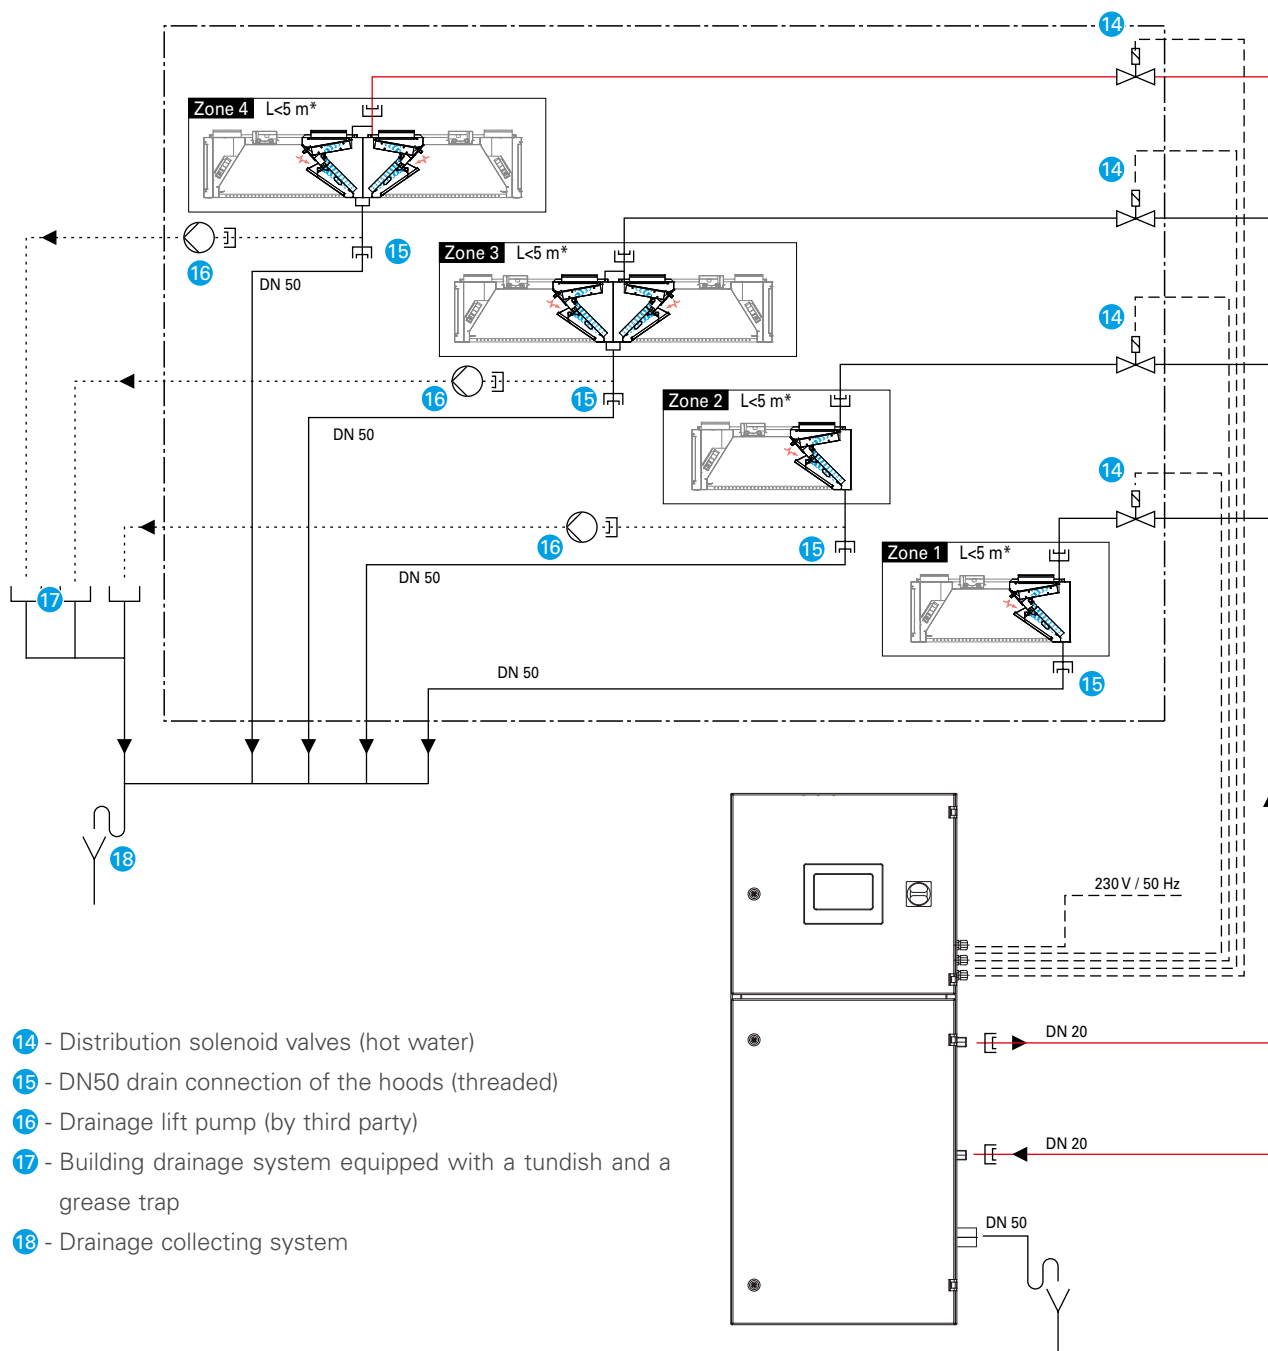 14
Zone 4 L<5 m*
14
15
Zone 3 L<5 m*
16
DN 50
14
16
15
Zone 2 L<5 m*
DN 50
14
16
15
Zone 1 L<5 m*
DN 50
17
DN 50
15
18
230 V / 50 Hz
DN 20
DN 20
DN 50
14 - Distribution solenoid valves (hot water)
15 - DN50 drain connection of the hoods (threaded)
16 - Drainage lift pump (by third party)
17 - Building drainage system equipped with a tundish and a
grease trap
18 - Drainage collecting system